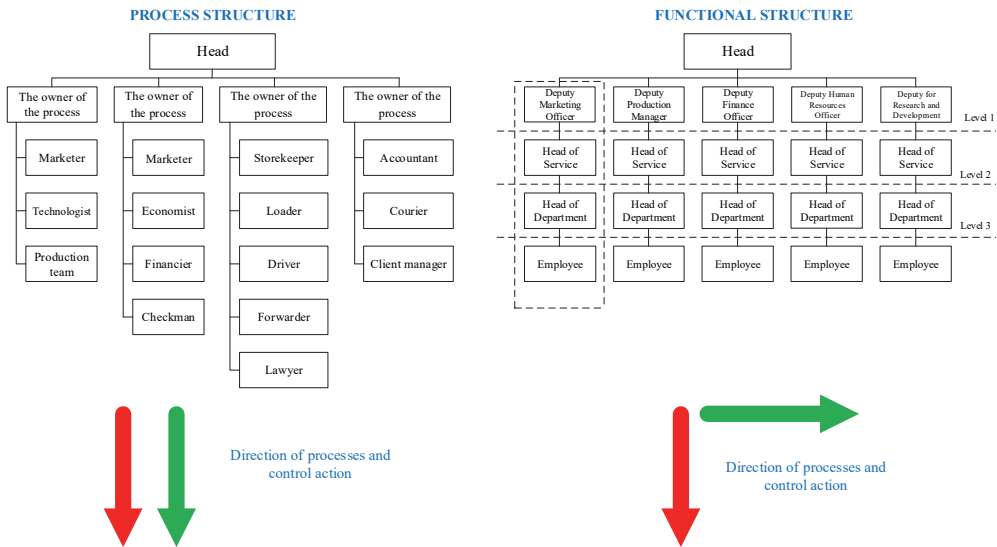 PROCESS STRUCTURE
Head
The owner of
the process
The owner of
the process
The owner of the
process
The owner of the
process
Marketer
Marketer
Storekeeper
Accountant
Technologist
Economist
Loader
Courier
Production
team
Financier
Driver
Client manager
Checkman
Forwarder
Lawyer
Direction of processes and
control action
FUNCTIONAL STRUCTURE
Head
Deputy
Marketing
Officer
Deputy
Production
Manager
Deputy
Finance
Officer
Deputy Human
Resources
Officer
Deputy for
Research and
Development
Level 1
Head of
Service
Head of
Service
Head of
Service
Head of
Service
Head of
Service
Level 2
Head of
Department
Head of
Department
Head of
Department
Head of
Department
Head of
Department
Level 3
Employee
Employee
Employee
Employee
Employee
Direction of processes and
control action